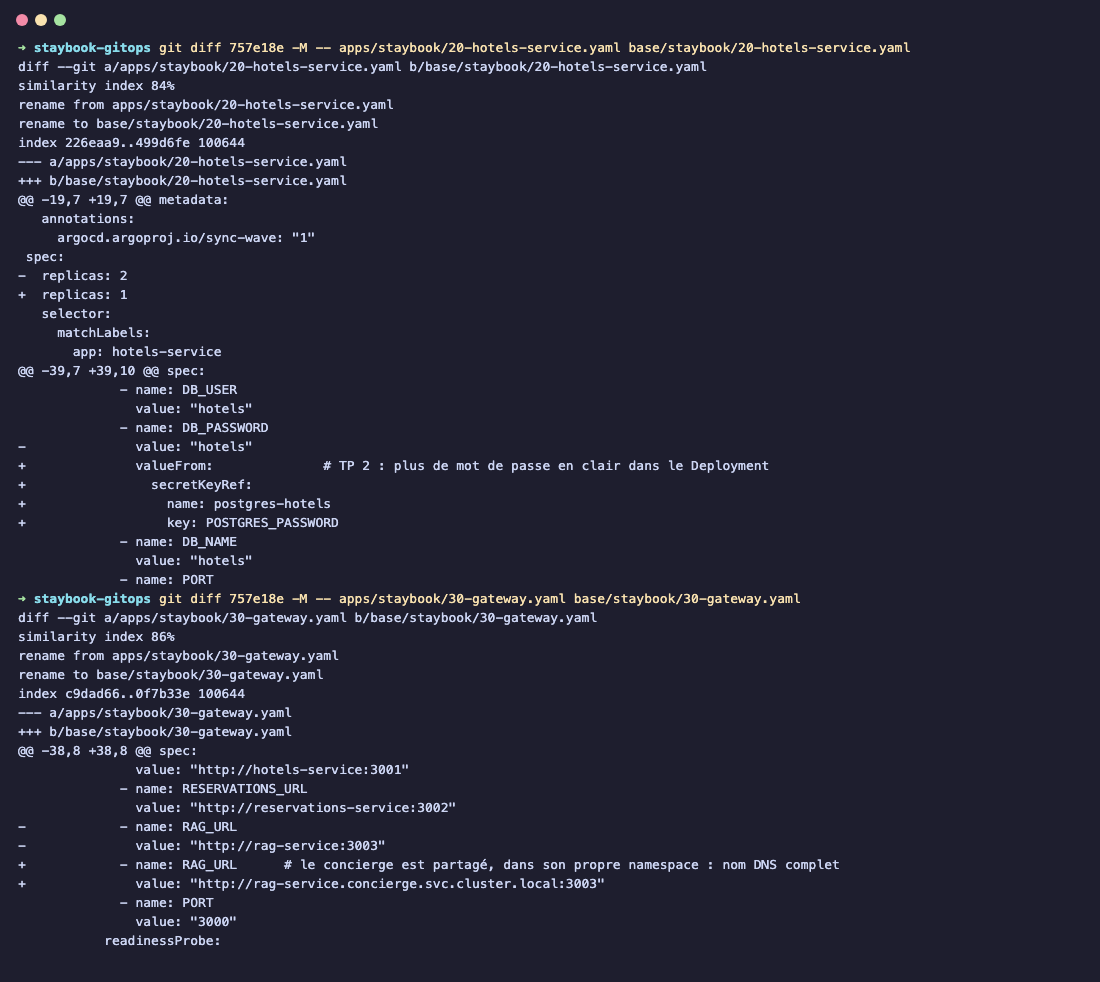 → staybook-gitops git diff 757e18e -M -- apps/staybook/20-hotels-service.yaml base/staybook/20-hotels-service.yaml
diff --git a/apps/staybook/20-hotels-service.yaml b/base/staybook/20-hotels-service.yaml
similarity index 84%
rename from apps/staybook/20-hotels-service.yaml
rename to base/staybook/20-hotels-service.yaml
index 226eaa9..499d6fe 100644
--- a/apps/staybook/20-hotels-service.yaml
+++ b/base/staybook/20-hotels-service.yaml
@@ -19,7 +19,7 @@ metadata:
   annotations:
     argocd.argoproj.io/sync-wave: "1"
 spec:
-  replicas: 2
+  replicas: 1
   selector:
     matchLabels:
       app: hotels-service
@@ -39,7 +39,10 @@ spec:
             - name: DB_USER
               value: "hotels"
             - name: DB_PASSWORD
-              value: "hotels"
+              valueFrom:              # TP 2 : plus de mot de passe en clair dans le Deployment
+                secretKeyRef:
+                  name: postgres-hotels
+                  key: POSTGRES_PASSWORD
             - name: DB_NAME
               value: "hotels"
             - name: PORT
→ staybook-gitops git diff 757e18e -M -- apps/staybook/30-gateway.yaml base/staybook/30-gateway.yaml
diff --git a/apps/staybook/30-gateway.yaml b/base/staybook/30-gateway.yaml
similarity index 86%
rename from apps/staybook/30-gateway.yaml
rename to base/staybook/30-gateway.yaml
index c9dad66..0f7b33e 100644
--- a/apps/staybook/30-gateway.yaml
+++ b/base/staybook/30-gateway.yaml
@@ -38,8 +38,8 @@ spec:
               value: "http://hotels-service:3001"
             - name: RESERVATIONS_URL
               value: "http://reservations-service:3002"
-            - name: RAG_URL
-              value: "http://rag-service:3003"
+            - name: RAG_URL      # le concierge est partagé, dans son propre namespace : nom DNS complet
+              value: "http://rag-service.concierge.svc.cluster.local:3003"
             - name: PORT
               value: "3000"
           readinessProbe: